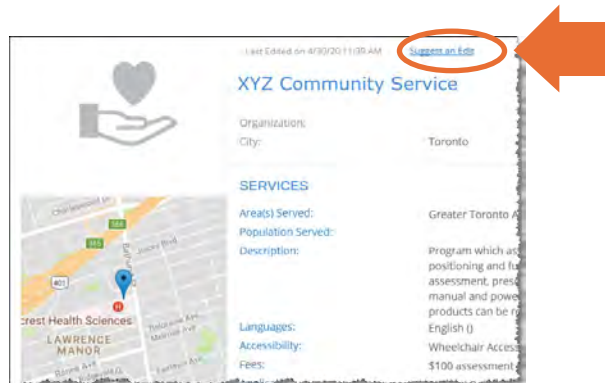 Last Edited on 4/30/20 11:39 AM Suggest an Edit
XYZ Community Service
Organization:
City: Toronto
SERVICES
Area(s) Served: Greater Toronto A
Population Served:
Description: Program which as
positioning and fu
assessment, pres
manual and powe
products can be r
Languages: English ()
Accessibility: Wheelchair Access
Fees: $100 assessment
401
H
crest Health Sciences
LAWRENCE
MANOR